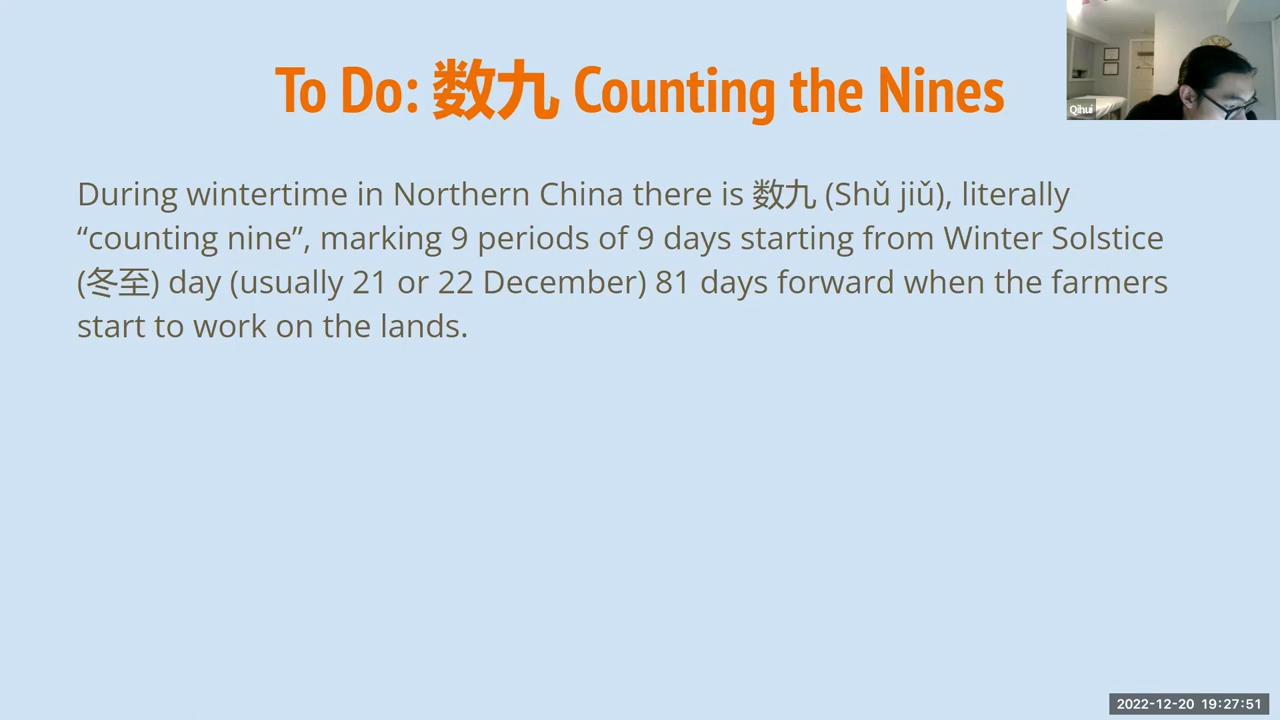 To Do: 数九 Counting the Nines
Qihui
During wintertime in Northern China there is 数九 (Shǔ jiǔ), literally
“counting nine”, marking 9 periods of 9 days starting from Winter Solstice
(冬至) day (usually 21 or 22 December) 81 days forward when the farmers
start to work on the lands.
2022-12-20 19:27:51